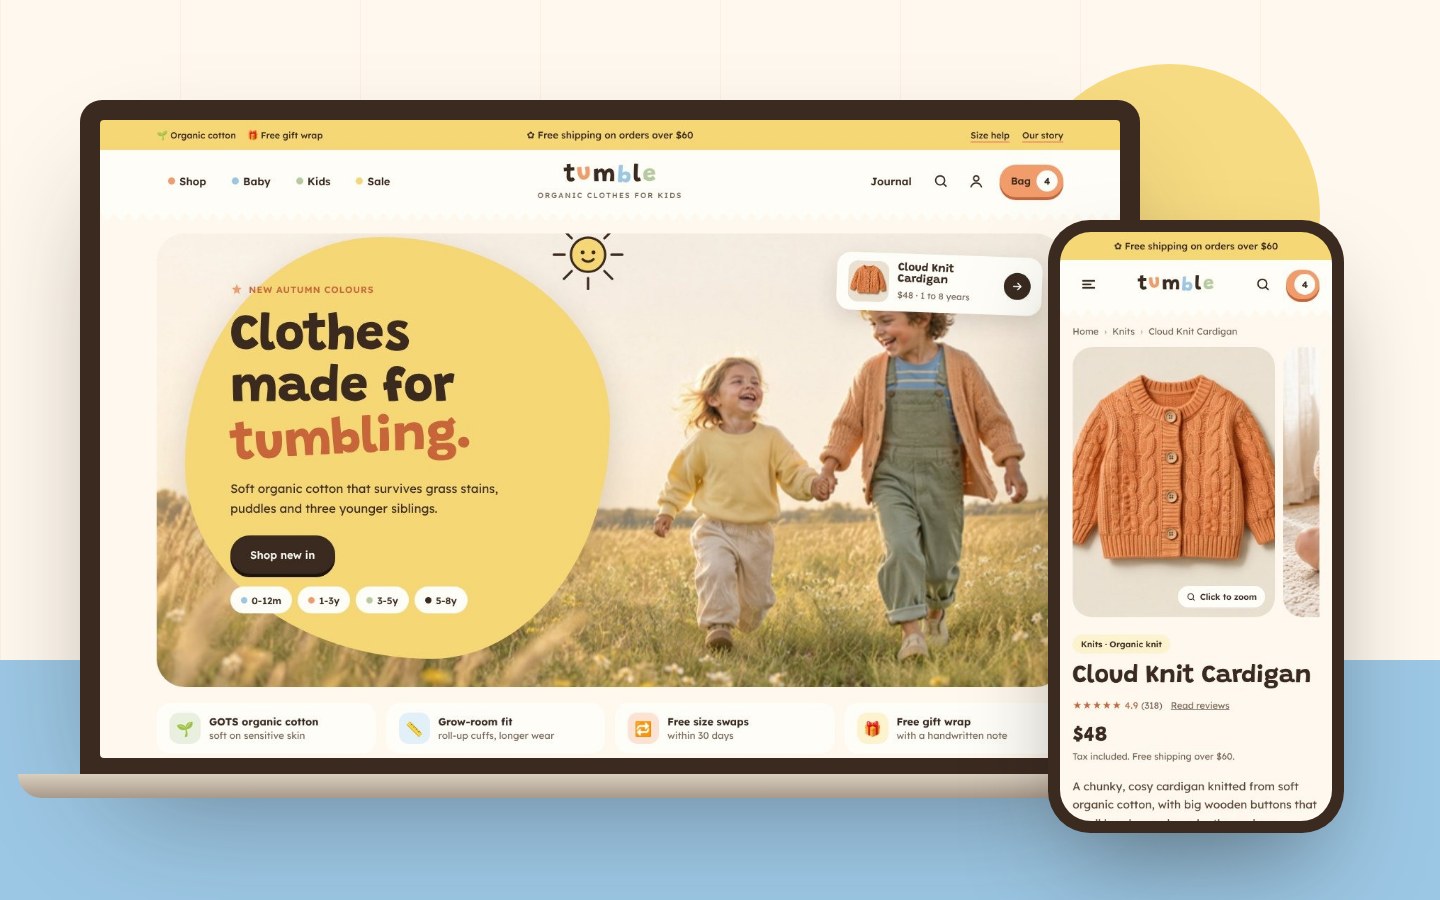 🌱 Organic cotton 🎁 Free gift wrap
✿ Free shipping on orders over $60
Size help Our story
Shop Baby Kids Sale
tumble
ORGANIC CLOTHES FOR KIDS
Journal
Bag 4
★ NEW AUTUMN COLOURS
Clothes
made for
tumbling.
Soft organic cotton that survives grass stains,
puddles and three younger siblings.
Shop new in
0-12m 1-3y 3-5y 5-8y
Cloud Knit
Cardigan
$48 · 1 to 8 years
→
GOTS organic cotton
soft on sensitive skin
Grow-room fit
roll-up cuffs, longer wear
Free size swaps
within 30 days
Free gift wrap
with a handwritten note
✿ Free shipping on orders over $60
tumble
4
Home › Knits › Cloud Knit Cardigan
Click to zoom
Knits · Organic knit
Cloud Knit Cardigan
★★★★★ 4.9 (318) Read reviews
$48
Tax included. Free shipping over $60.
A chunky, cosy cardigan knitted from soft
organic cotton, with big wooden buttons that